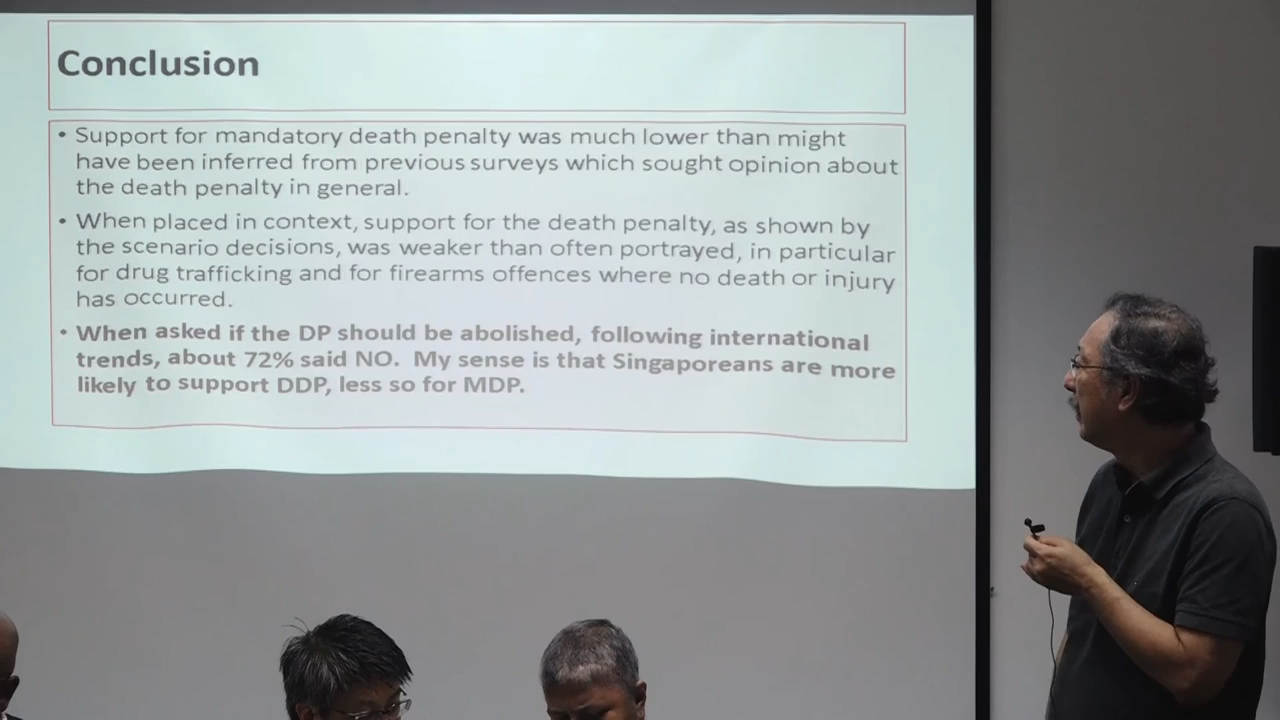 Conclusion
• Support for mandatory death penalty was much lower than might
have been inferred from previous surveys which sought opinion about
the death penalty in general.
• When placed in context, support for the death penalty, as shown by
the scenario decisions, was weaker than often portrayed, in particular
for drug trafficking and for firearms offences where no death or injury
has occurred.
• When asked if the DP should be abolished, following international
trends, about 72% said NO. My sense is that Singaporeans are more
likely to support DDP, less so for MDP.